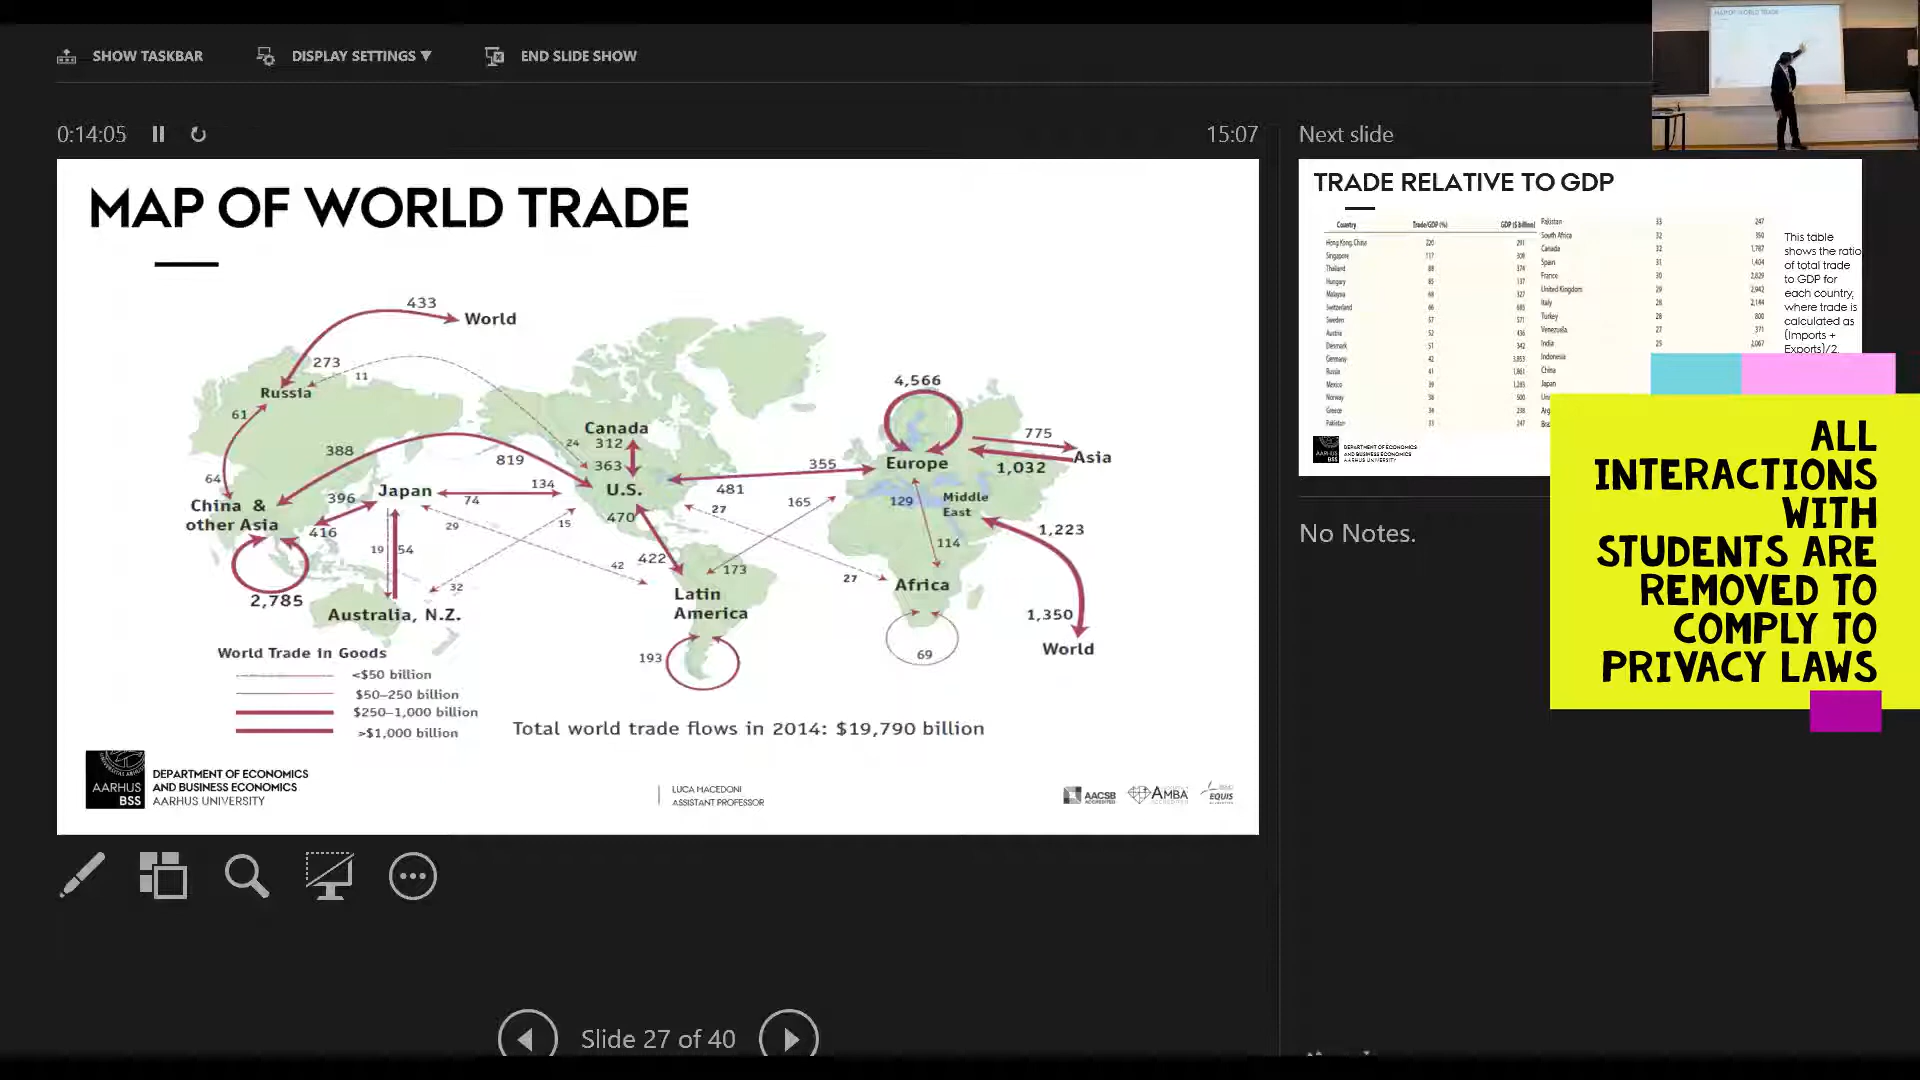 SHOW TASKBAR
DISPLAY SETTINGS ▼
END SLIDE SHOW
0:14:05
15:07
Next slide
MAP OF WORLD TRADE
433
World
273
11
Russia
61
Canada
312
24
388
819
363
64
China &
other Asia
396
Japan
74
134
U.S.
416
29
15
470
19
54
2,785
Australia, N.Z.
32
42
422
173
Latin
America
193
355
481
165
27
27
4,566
Europe
775
1,032
Asia
129
Middle
East
114
1,223
Africa
1,350
World
69
World Trade in Goods
<$50 billion
$50–250 billion
$250–1,000 billion
>$1,000 billion
Total world trade flows in 2014: $19,790 billion
AARHUS
BSS
DEPARTMENT OF ECONOMICS
AND BUSINESS ECONOMICS
AARHUS UNIVERSITY
LUCA MACEDONI
ASSISTANT PROFESSOR
AACSB
ACCREDITED
AMBA
EQUIS
TRADE RELATIVE TO GDP
Country Trade/GDP (%) GDP ($ billion)
Hong Kong, China 220 291
Singapore 117 308
Thailand 88 374
Hungary 85 137
Malaysia 68 327
Switzerland 66 685
Sweden 57 571
Austria 52 436
Denmark 51 342
Germany 42 3,853
Russia 41 1,861
Mexico 39 1,283
Norway 38 500
Greece 34 238
Pakistan 33 247
Pakistan 33 247
South Africa 32 350
Canada 32 1,787
Spain 31 1,404
France 30 2,829
United Kingdom 29 2,942
Italy 28 2,144
Turkey 28 800
Venezuela 27 371
India 25 2,067
Indonesia
China
Japan
This table
shows the ratio
of total trade
to GDP for
each country,
where trade is
calculated as
(Imports +
Exports)/2.
DEPARTMENT OF ECONOMICS
AND BUSINESS ECONOMICS
AARHUS UNIVERSITY
ALL
INTERACTIONS
WITH
STUDENTS ARE
REMOVED TO
COMPLY TO
PRIVACY LAWS
No Notes.
Slide 27 of 40
MAP OF WORLD TRADE